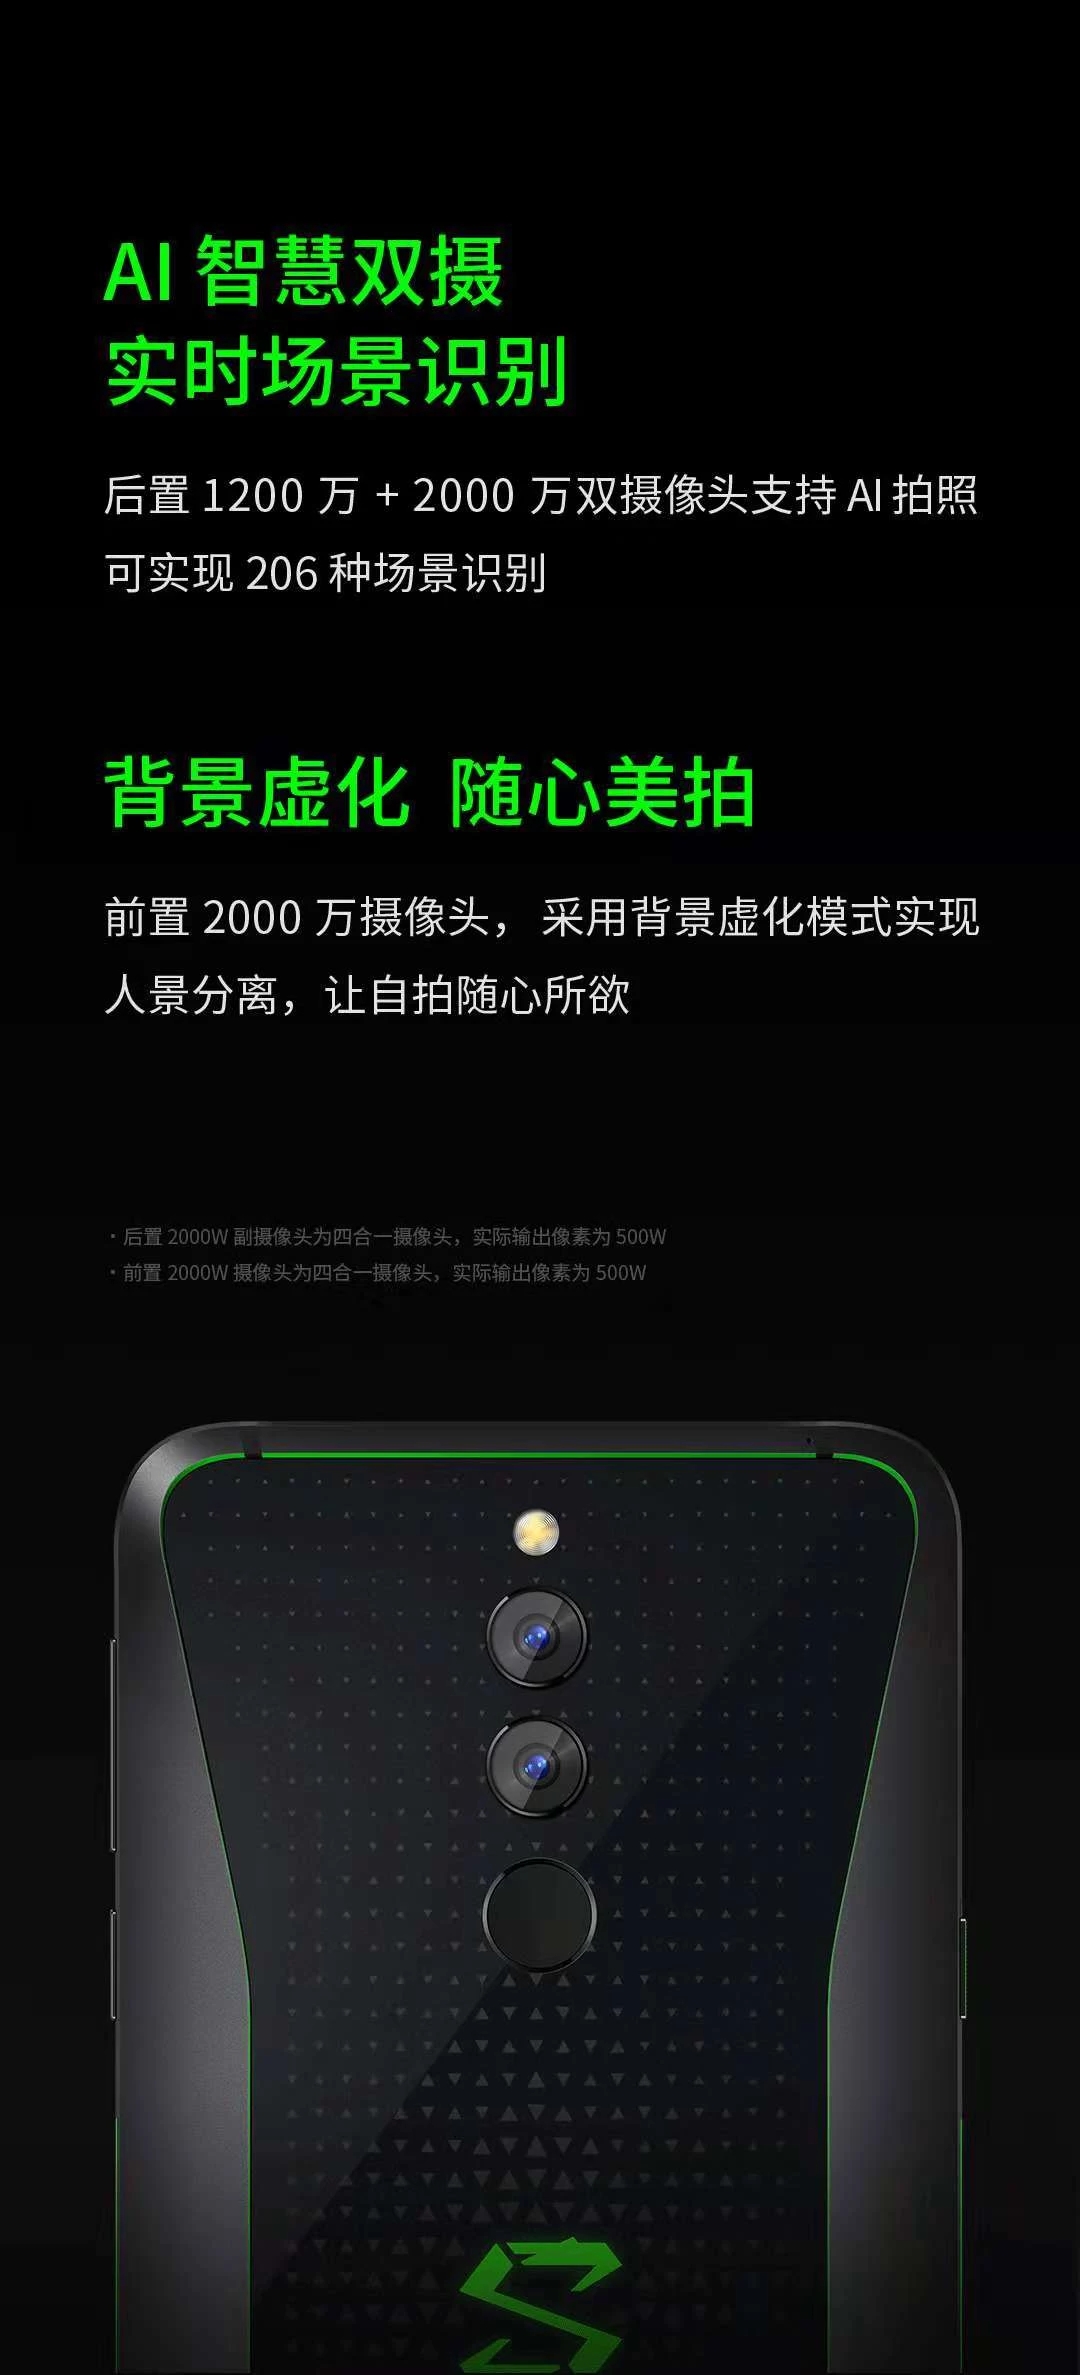 AI 智慧双摄
实时场景识别
后置 1200 万 + 2000 万双摄像头支持 AI 拍照
可实现 206 种场景识别
背景虚化 随心美拍
前置 2000 万摄像头，采用背景虚化模式实现
人景分离，让自拍随心所欲
·后置 2000W 副摄像头为四合一摄像头，实际输出像素为 500W
·前置 2000W 摄像头为四合一摄像头，实际输出像素为 500W